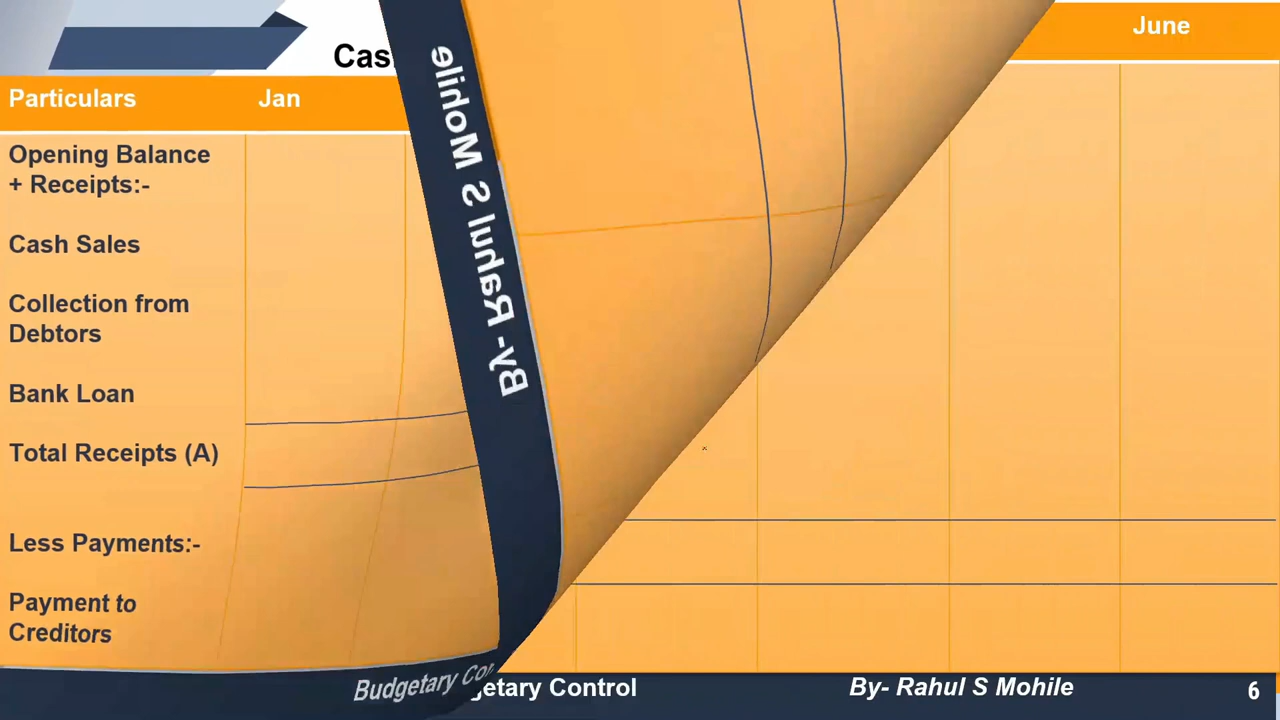 Cas
June
Particulars
Jan
Opening Balance
+ Receipts:-
Cash Sales
Collection from
Debtors
Bank Loan
Total Receipts (A)
Less Payments:-
Payment to
Creditors
By- Rahul S Mohile
Budgetary Con
getary Control
By- Rahul S Mohile
6